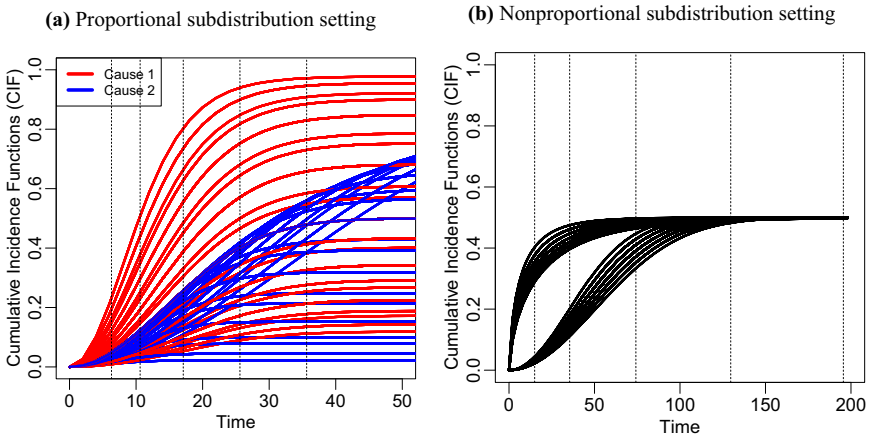 (a) Proportional subdistribution setting
Cumulative Incidence Functions (CIF)
0.0 0.2 0.4 0.6 0.8 1.0
Cause 1
Cause 2
0 10 20 30 40 50
Time
(b) Nonproportional subdistribution setting
Cumulative Incidence Functions (CIF)
0.0 0.2 0.4 0.6 0.8 1.0
0 50 100 150 200
Time